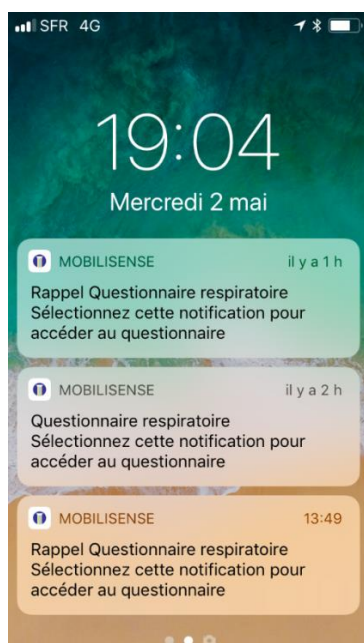 SFR 4G
19:04
Mercredi 2 mai
MOBILISENSE il y a 1 h
Rappel Questionnaire respiratoire
Sélectionnez cette notification pour
accéder au questionnaire
MOBILISENSE il y a 2 h
Questionnaire respiratoire
Sélectionnez cette notification pour
accéder au questionnaire
MOBILISENSE 13:49
Rappel Questionnaire respiratoire
Sélectionnez cette notification pour
accéder au questionnaire